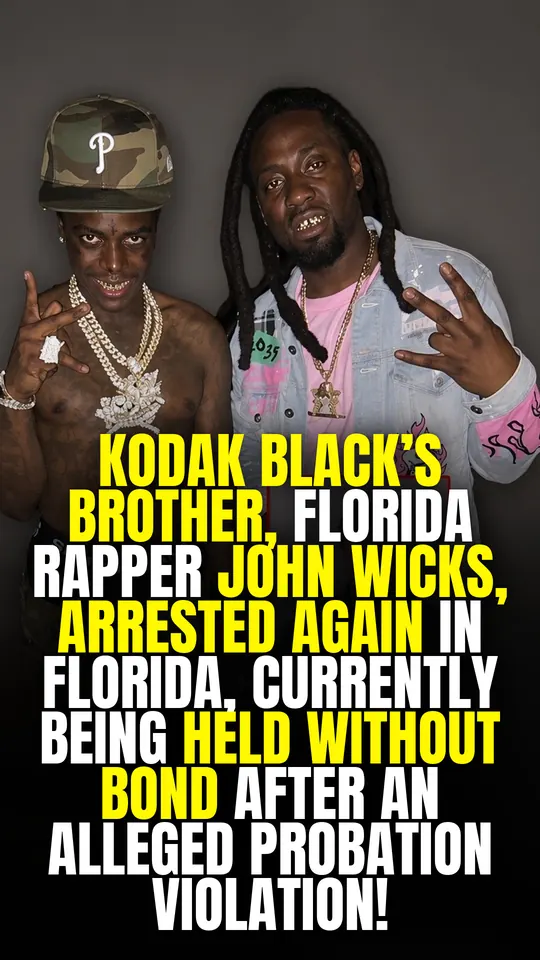 P
2035
KODAK BLACK’S
BROTHER, FLORIDA
RAPPER JOHN WICKS,
ARRESTED AGAIN IN
FLORIDA, CURRENTLY
BEING HELD WITHOUT
BOND AFTER AN
ALLEGED PROBATION
VIOLATION!